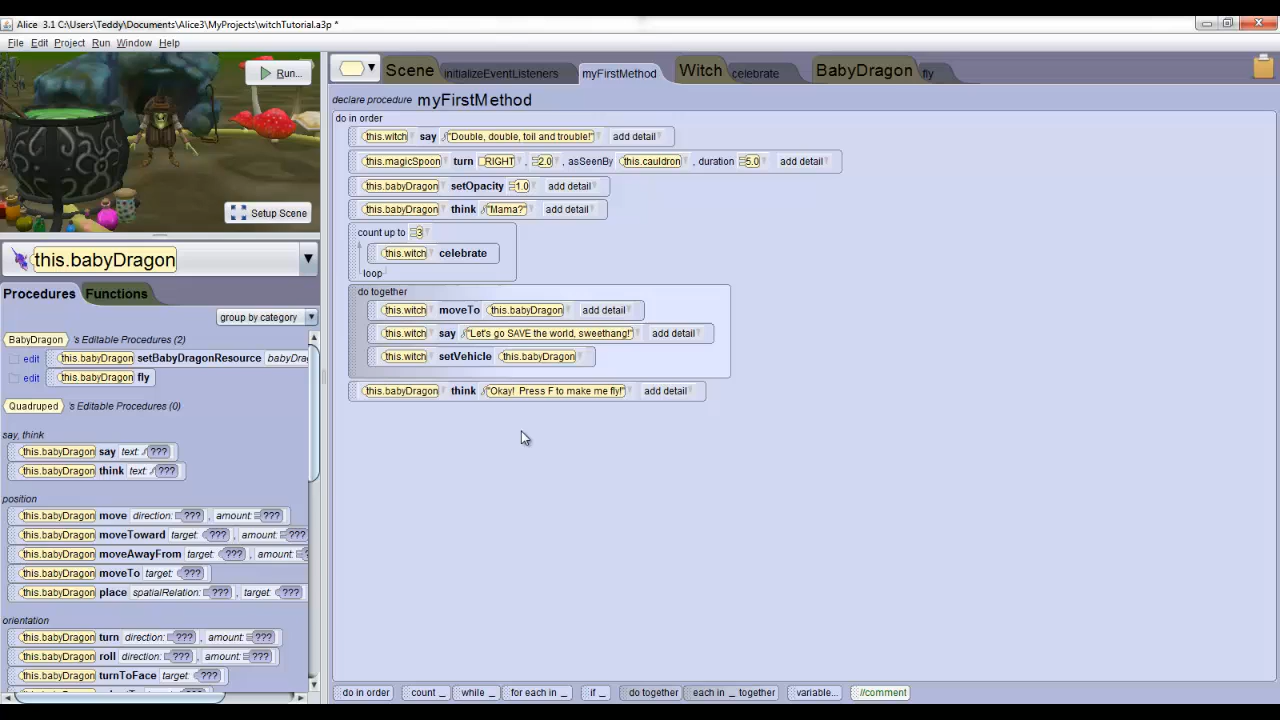 Alice 3.1 C:\Users\Teddy\Documents\Alice3\MyProjects\witchTutorial.a3p *
File Edit Project Run Window Help
Run...
Setup Scene
this.babyDragon
Procedures Functions
group by category
BabyDragon 's Editable Procedures (2)
edit this.babyDragon setBabyDragonResource babyDra
edit this.babyDragon fly
Quadruped 's Editable Procedures (0)
say, think
this.babyDragon say text: ???
this.babyDragon think text: ???
position
this.babyDragon move direction: ??? , amount: ???
this.babyDragon moveToward target: ??? , amount: ???
this.babyDragon moveAwayFrom target: ??? , amount: ???
this.babyDragon moveTo target: ???
this.babyDragon place spatialRelation: ??? , target: ???
orientation
this.babyDragon turn direction: ??? , amount: ???
this.babyDragon roll direction: ??? , amount: ???
this.babyDragon turnToFace target: ???
Scene initializeEventListeners myFirstMethod Witch celebrate BabyDragon fly
declare procedure myFirstMethod
do in order
this.witch say "Double, double, toil and trouble!" add detail
this.magicSpoon turn RIGHT , 2.0 , asSeenBy this.cauldron , duration 5.0 add detail
this.babyDragon setOpacity 1.0 add detail
this.babyDragon think "Mama?" add detail
count up to 3
this.witch celebrate
loop
do together
this.witch moveTo this.babyDragon add detail
this.witch say "Let's go SAVE the world, sweethang!" add detail
this.witch setVehicle this.babyDragon
this.babyDragon think "Okay! Press F to make me fly!" add detail
do in order count _ while _ for each in _ if _ do together each in _ together variable... //comment